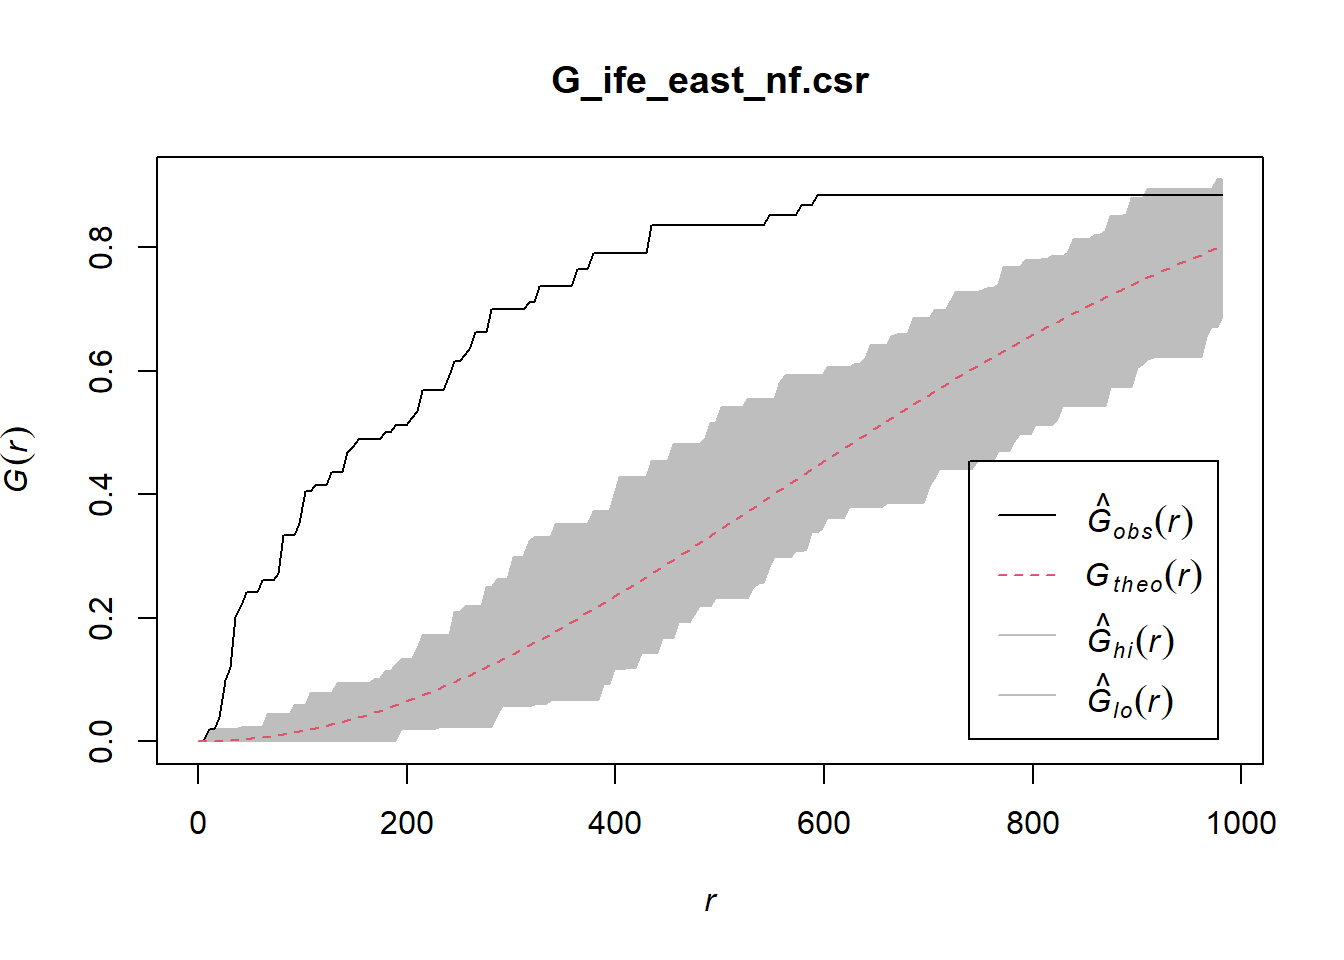 G_ife_east_nf.csr
G(r)
0.8
0.6
0.4
0.2
0.0
Ĝobs(r)
Gtheo(r)
Ĝhi(r)
Ĝlo(r)
0 200 400 600 800 1000
r